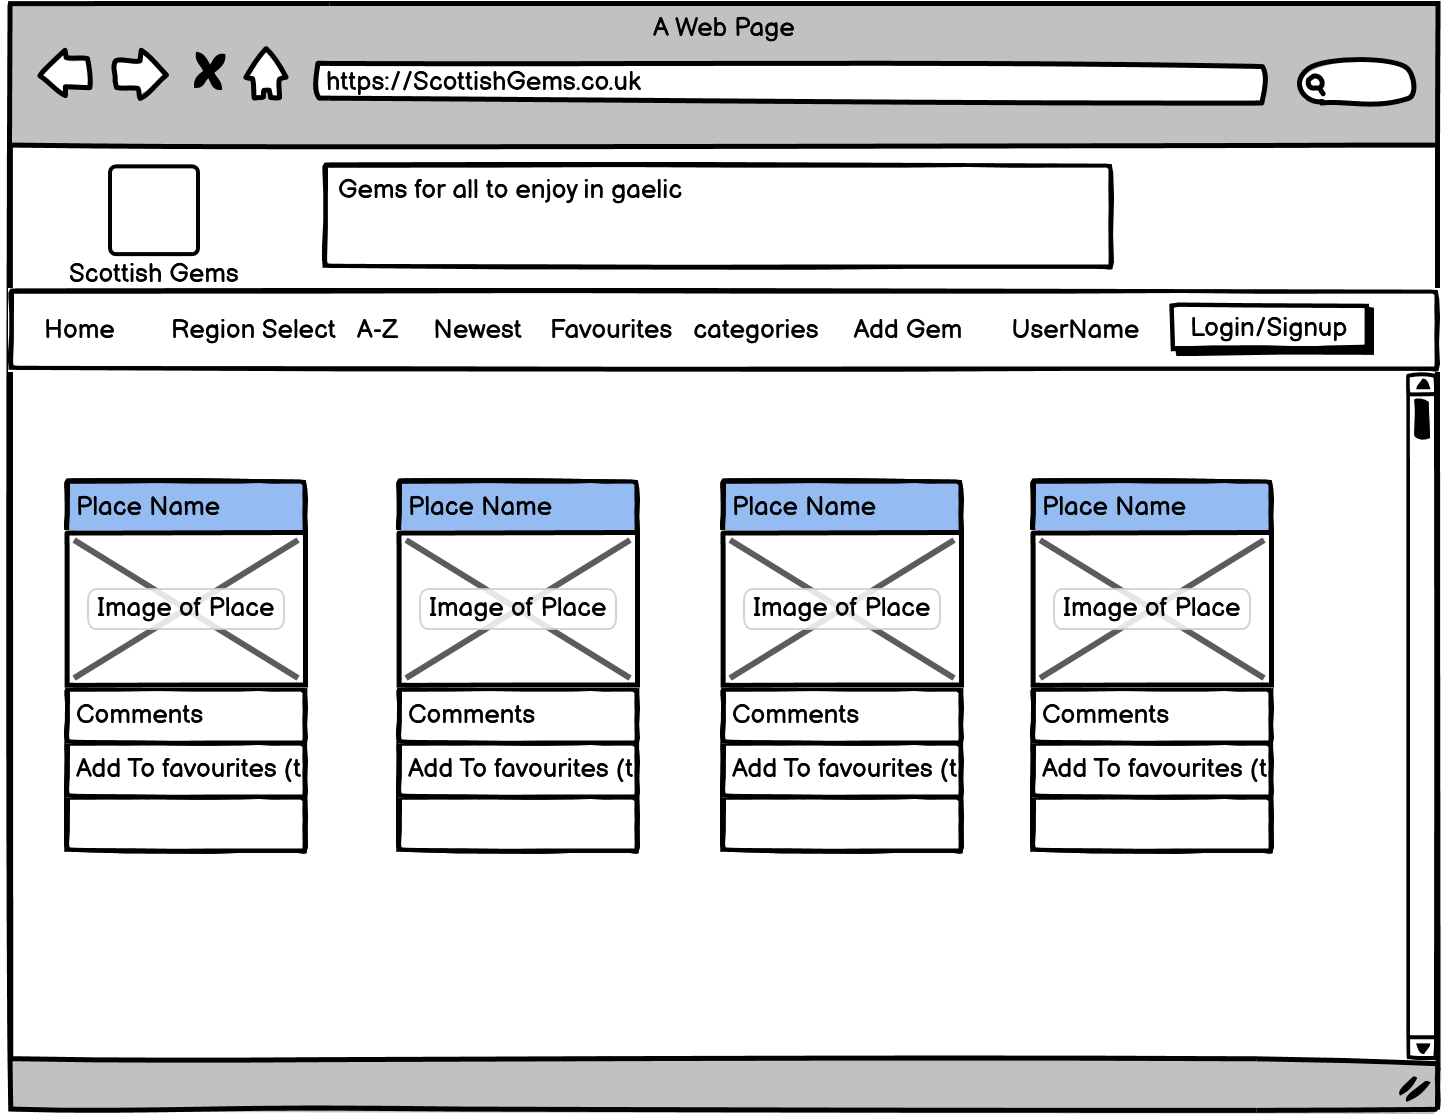 A Web Page
https://ScottishGems.co.uk
Gems for all to enjoy in gaelic
Scottish Gems
Home Region Select A-Z Newest Favourites categories Add Gem UserName Login/Signup
Place Name Place Name Place Name Place Name
Image of Place Image of Place Image of Place Image of Place
Comments Comments Comments Comments
Add To favourites (t Add To favourites (t Add To favourites (t Add To favourites (t